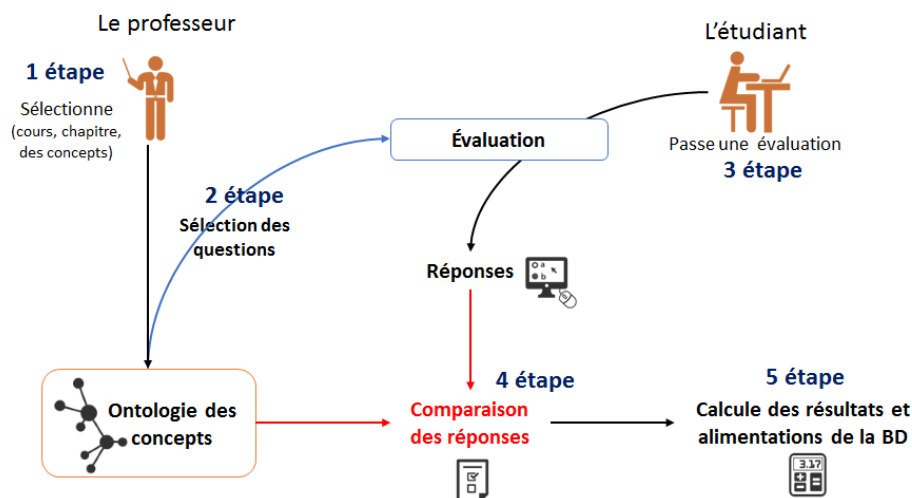 Le professeur
L'étudiant
1 étape
Sélectionne
(cours, chapitre,
des concepts)
Évaluation
Passe une évaluation
3 étape
2 étape
Sélection des
questions
Réponses
a
b
4 étape
5 étape
Ontologie des
concepts
Comparaison
des réponses
Calcule des résultats et
alimentations de la BD
3.17